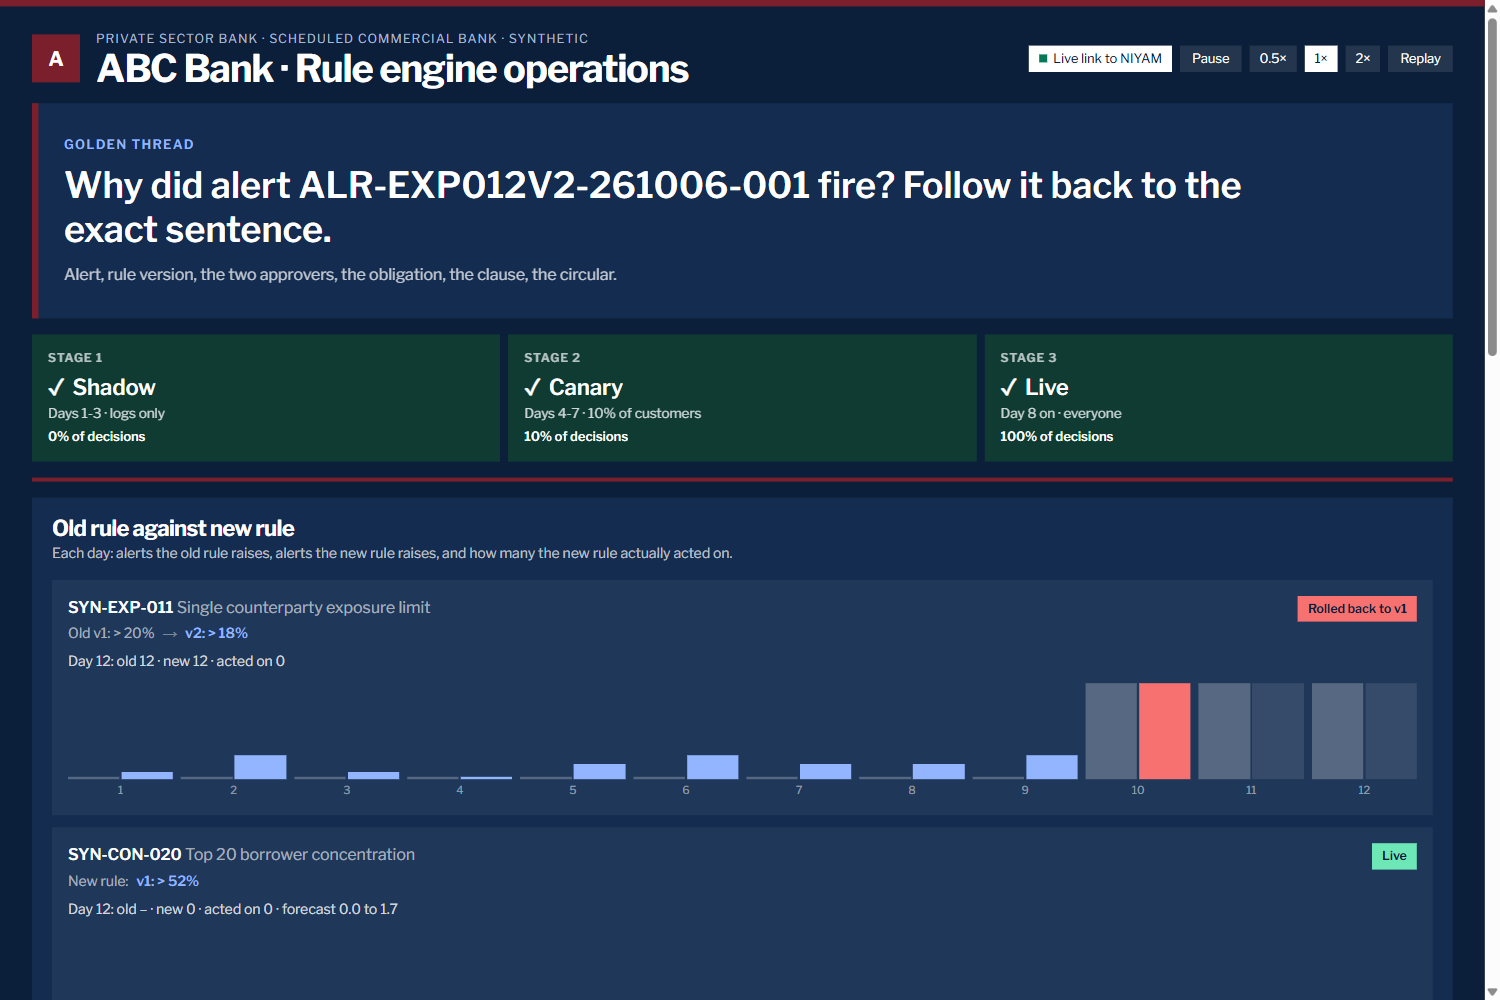 A
PRIVATE SECTOR BANK · SCHEDULED COMMERCIAL BANK · SYNTHETIC
ABC Bank · Rule engine operations
Live link to NIYAM
Pause
0.5×
1×
2×
Replay
GOLDEN THREAD
Why did alert ALR-EXP012V2-261006-001 fire? Follow it back to the
exact sentence.
Alert, rule version, the two approvers, the obligation, the clause, the circular.
STAGE 1
✓ Shadow
Days 1-3 · logs only
0% of decisions
STAGE 2
✓ Canary
Days 4-7 · 10% of customers
10% of decisions
STAGE 3
✓ Live
Day 8 on · everyone
100% of decisions
Old rule against new rule
Each day: alerts the old rule raises, alerts the new rule raises, and how many the new rule actually acted on.
SYN-EXP-011 Single counterparty exposure limit
Rolled back to v1
Old v1: > 20% → v2: > 18%
Day 12: old 12 · new 12 · acted on 0
1 2 3 4 5 6 7 8 9 10 11 12
SYN-CON-020 Top 20 borrower concentration
Live
New rule: v1: > 52%
Day 12: old – · new 0 · acted on 0 · forecast 0.0 to 1.7